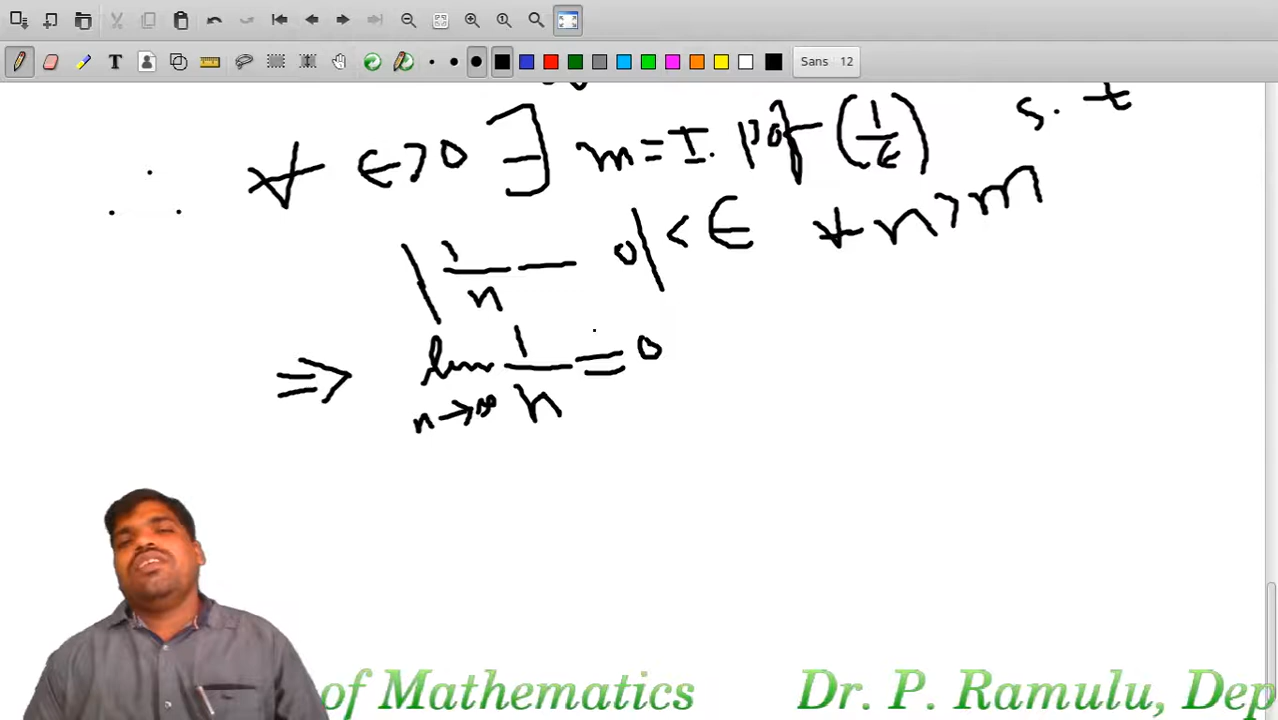 Sans 12
∴ ∀ ∈>0 ∃ m = I. p of (1/∈) s. t
|1/n — 0| < ∈ ∀ n>m
⇒ lim n→∞ 1/n = 0
of Mathematics Dr. P. Ramulu, Dep